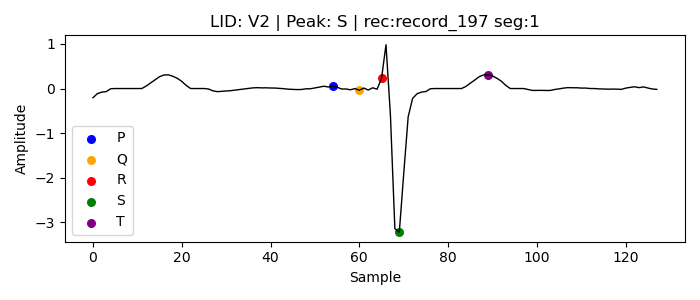 LID: V2 | Peak: S | rec:record_197 seg:1
Amplitude
1
0
−1
−2
−3
P
Q
R
S
T
0 20 40 60 80 100 120
Sample